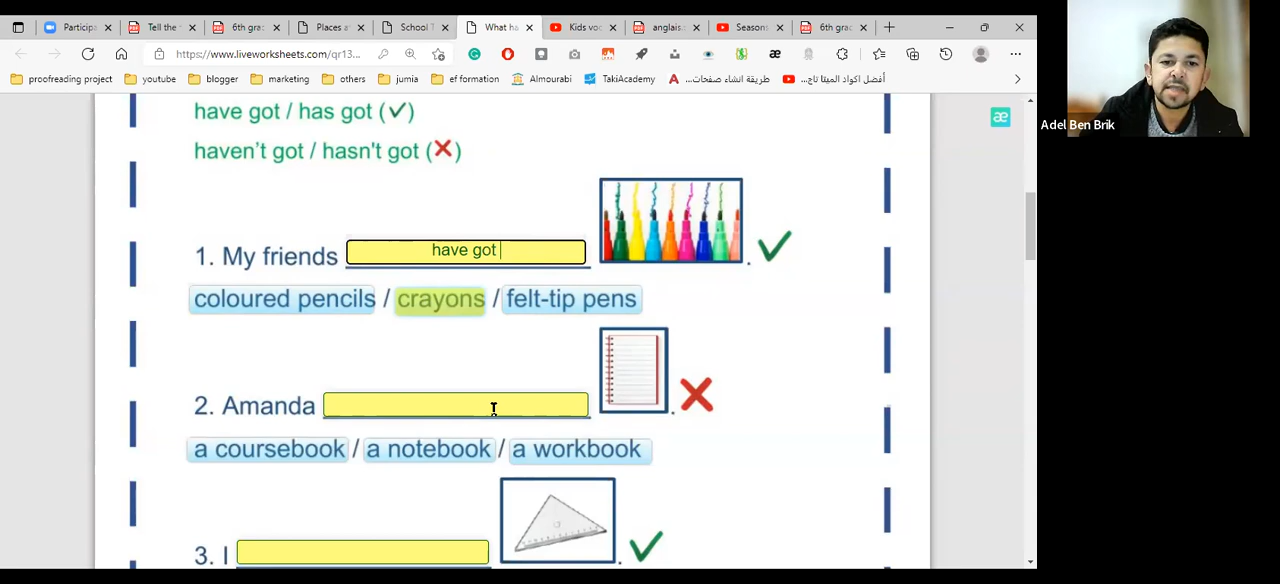 Participa
Tell the
6th grad
Places a
School T
What ha
Kids voc
anglais.
Seasons
6th grad
https://www.liveworksheets.com/qr13...
proofreading project
youtube
blogger
marketing
others
jumia
ef formation
Almourabi
TakiAcademy
طريقة انشاء صفحات...
أفضل اكواد الميتا تاج...
have got / has got (✓)
haven't got / hasn't got (✗)
1. My friends have got .
coloured pencils / crayons / felt-tip pens
2. Amanda .
a coursebook / a notebook / a workbook
3. I .
æ
Adel Ben Brik